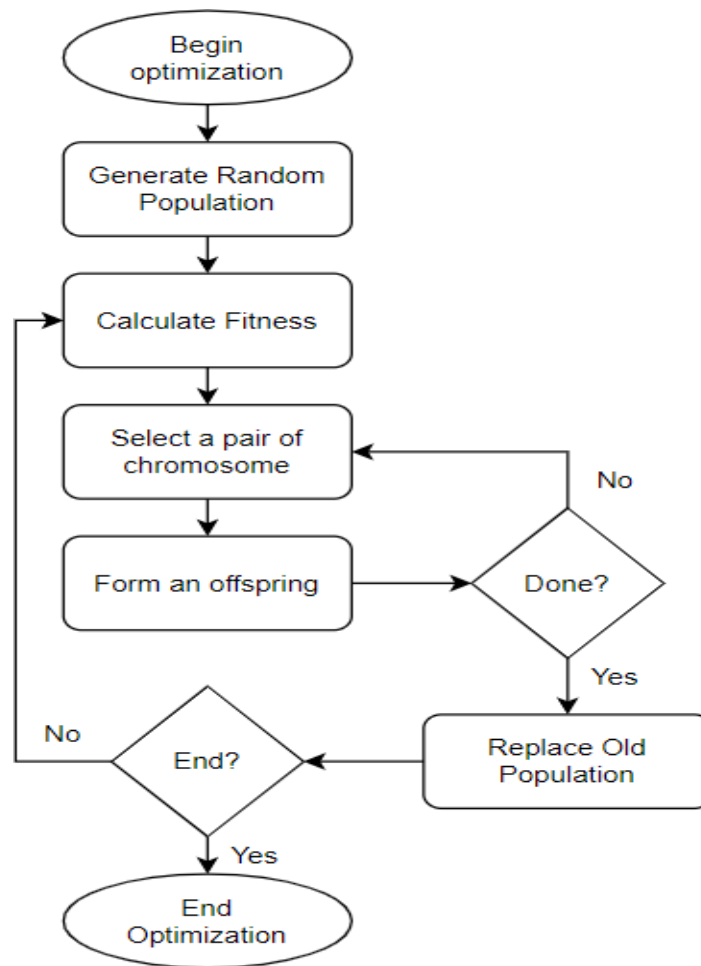 Begin
optimization
Generate Random
Population
Calculate Fitness
Select a pair of
chromosome
No
Form an offspring
Done?
Yes
Replace Old
Population
No
End?
Yes
End
Optimization